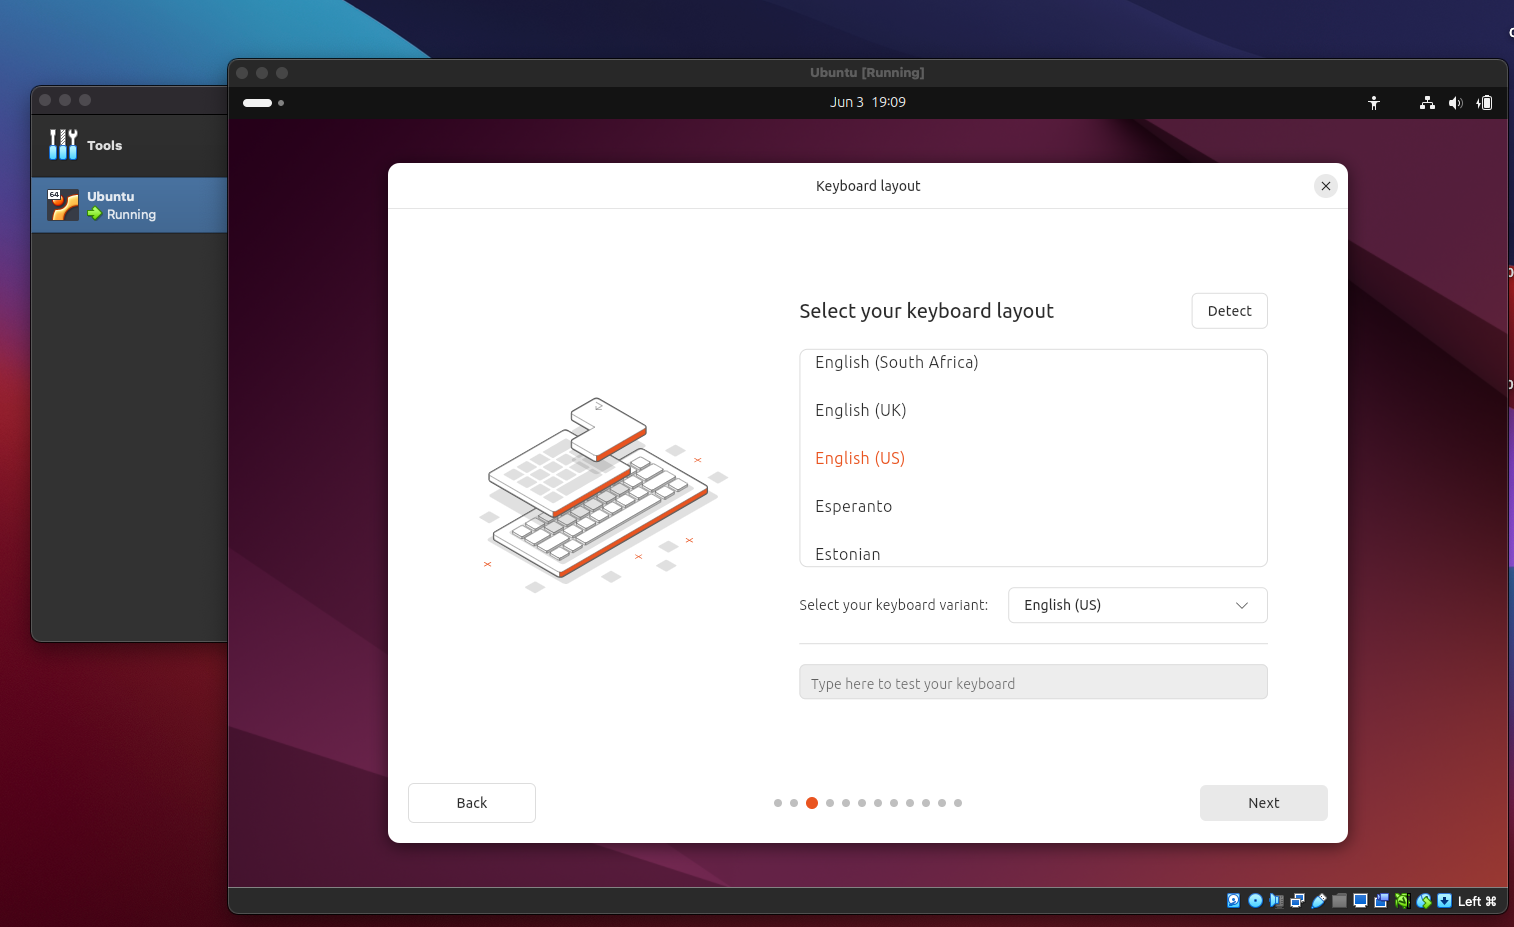 Ubuntu [Running]
Jun 3 19:09
Tools
64
Ubuntu
Running
Keyboard layout
Select your keyboard layout
Detect
English (South Africa)
English (UK)
English (US)
Esperanto
Estonian
Select your keyboard variant:
English (US)
Type here to test your keyboard
Back
Next
Left ⌘